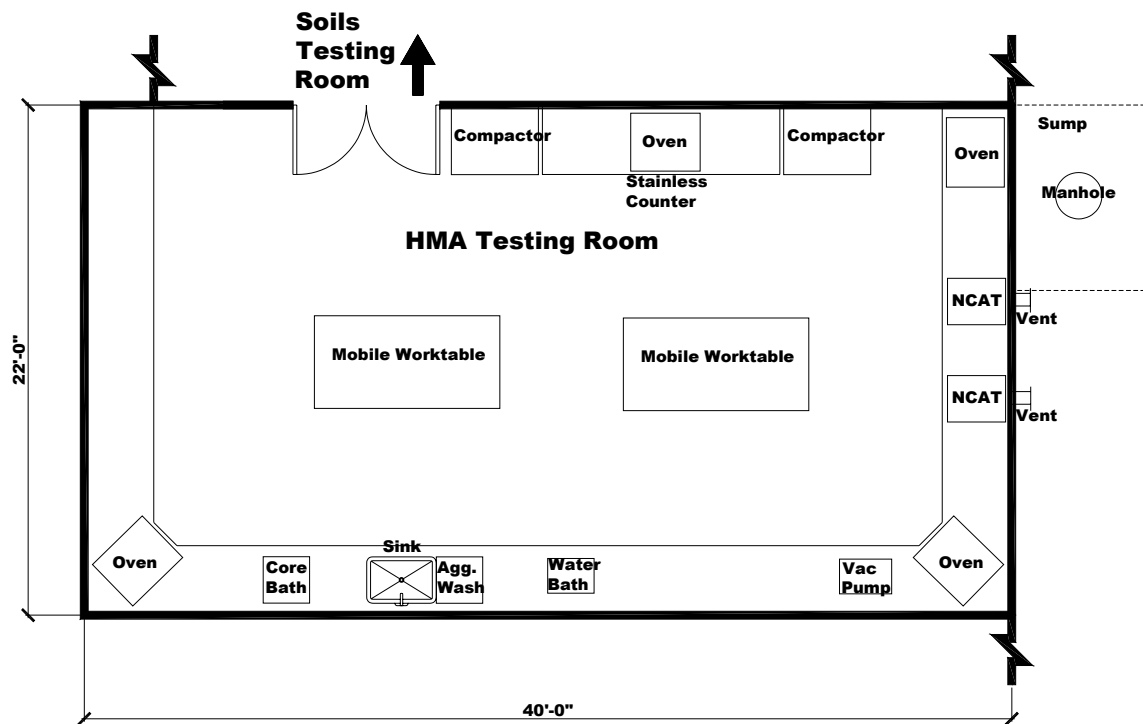 Soils
Testing
Room
Compactor
Oven
Compactor
Stainless
Counter
Oven
Sump
Manhole
HMA Testing Room
NCAT
Vent
Mobile Worktable
Mobile Worktable
22'-0"
NCAT
Vent
Sink
Oven
Core
Bath
Agg.
Wash
Water
Bath
Vac
Pump
Oven
40'-0"